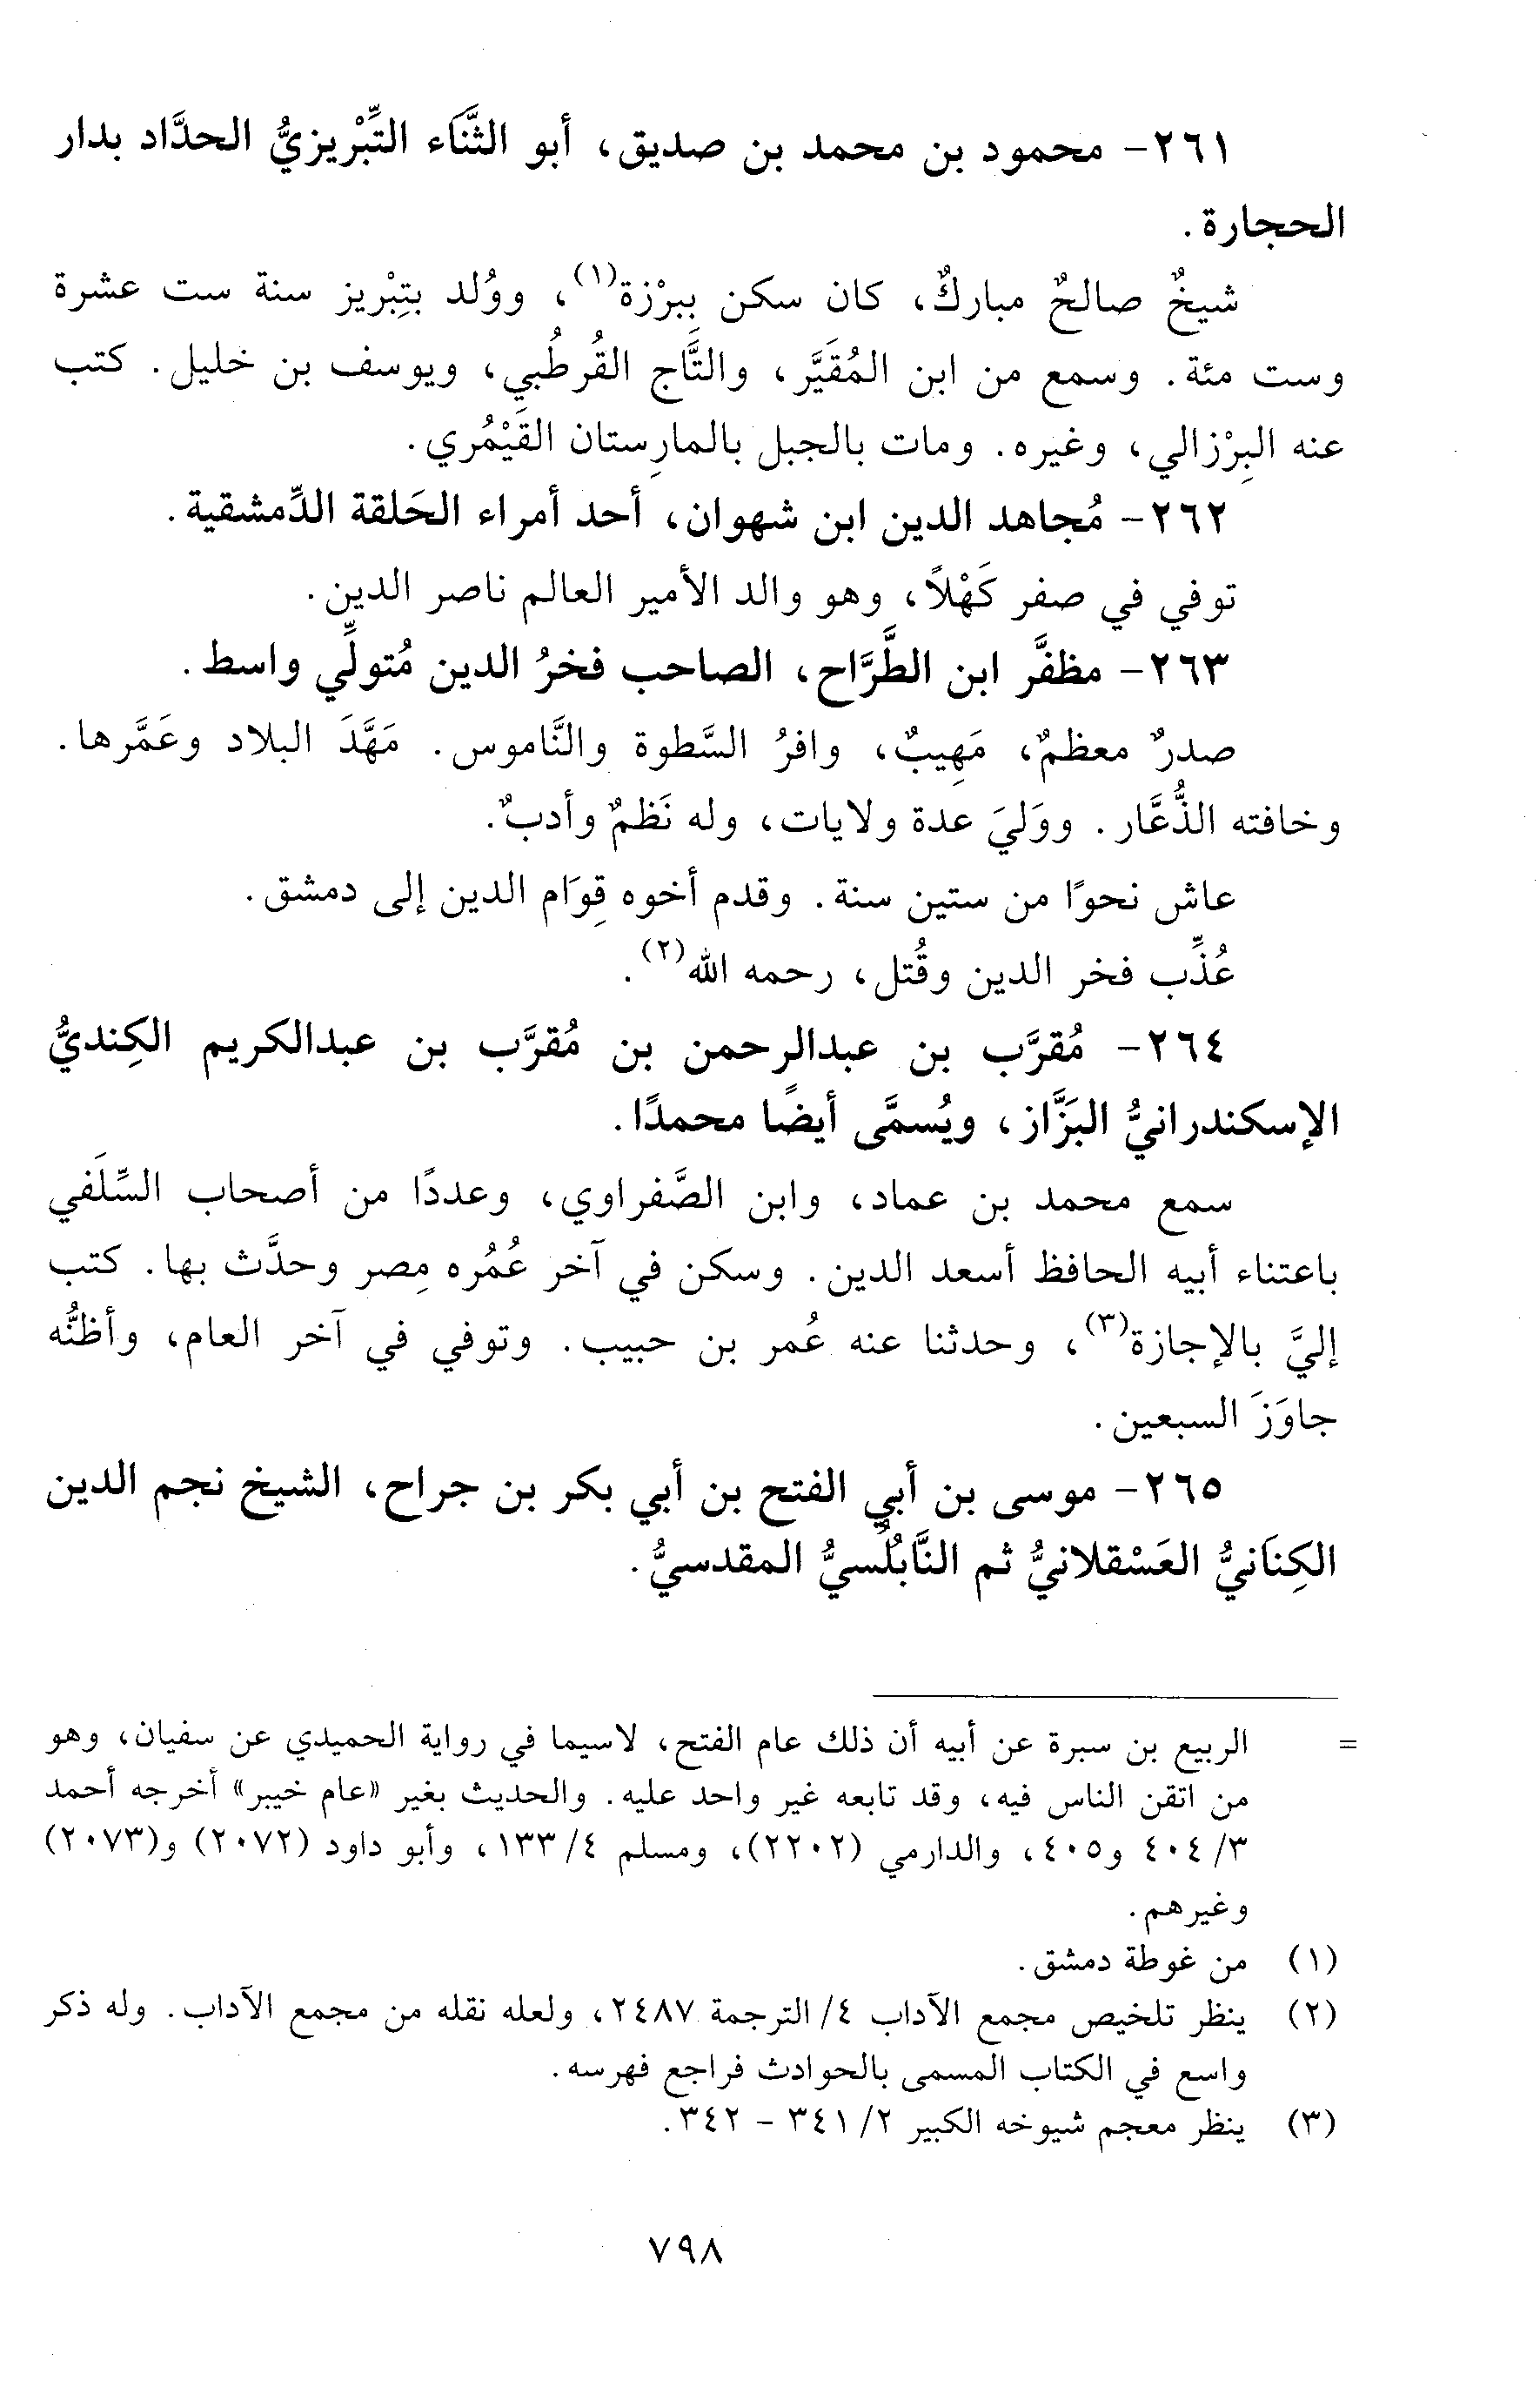 ٢٦١- محمود بن محمد بن صديق، أبو الثَّنَاء التِّبْريزيُّ الحدَّاد بدار
الحجارة.
شيخٌ صالحٌ مباركٌ، كان سكن بِبرْزة(١)، ووُلد بتِبْريز سنة ست عشرة
وست مئة. وسمع من ابن المُقَيَّر، والتَّاج القُرطُبي، ويوسف بن خليل. كتب
عنه البِرْزالي، وغيره. ومات بالجبل بالمارِستان القَيْمُري.
٢٦٢- مُجاهد الدين ابن شهوان، أحد أمراء الحَلقة الدِّمشقية.
توفي في صفر كَهْلاً، وهو والد الأمير العالم ناصر الدين.
٢٦٣- مظفَّر ابن الطَّرَّاح، الصاحب فخرُ الدين مُتولِّي واسط.
صدرٌ معظمٌ، مَهِيبٌ، وافرُ السَّطوة والنَّاموس. مَهَّدَ البلاد وعَمَّرها.
وخافته الذُّعَّار. ووَليَ عدة ولايات، وله نَظمٌ وأدبٌ.
عاش نحوًا من ستين سنة. وقدم أخوه قِوَام الدين إلى دمشق.
عُذِّب فخر الدين وقُتل، رحمه الله(٢).
٢٦٤- مُقرَّب بن عبدالرحمن بن مُقرَّب بن عبدالكريم الكِنديُّ
الإسكندرانيُّ البَزَّاز، ويُسمَّى أيضًا محمدًا.
سمع محمد بن عماد، وابن الصَّفراوي، وعددًا من أصحاب السِّلَفي
باعتناء أبيه الحافظ أسعد الدين. وسكن في آخر عُمُره مِصر وحدَّث بها. كتب
إليَّ بالإجازة(٣)، وحدثنا عنه عُمر بن حبيب. وتوفي في آخر العام، وأظنُّه
جاوَزَ السبعين.
٢٦٥- موسى بن أبي الفتح بن أبي بكر بن جراح، الشيخ نجم الدين
الكِنَانيُّ العَسْقلانيُّ ثم النَّابُلُسيُّ المقدسيُّ.
= الربيع بن سبرة عن أبيه أن ذلك عام الفتح، لاسيما في رواية الحميدي عن سفيان، وهو
من اتقن الناس فيه، وقد تابعه غير واحد عليه. والحديث بغير «عام خيبر» أخرجه أحمد
٣/ ٤٠٤ و٤٠٥، والدارمي (٢٢٠٢)، ومسلم ٤/ ١٣٣، وأبو داود (٢٠٧٢) و(٢٠٧٣)
وغيرهم.
(١) من غوطة دمشق.
(٢) ينظر تلخيص مجمع الآداب ٤/ الترجمة ٢٤٨٧، ولعله نقله من مجمع الآداب. وله ذكر
واسع في الكتاب المسمى بالحوادث فراجع فهرسه.
(٣) ينظر معجم شيوخه الكبير ٢/ ٣٤١ - ٣٤٢.
٧٩٨